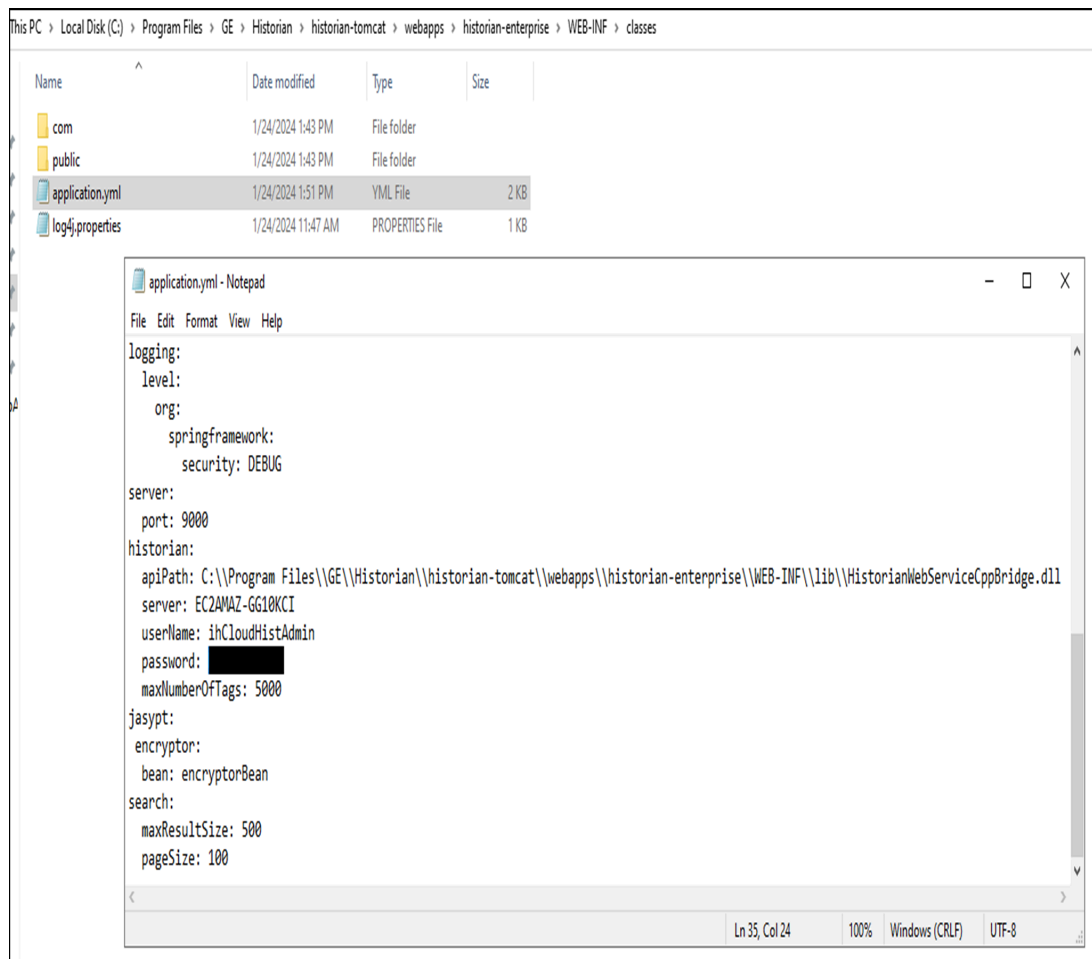 This PC > Local Disk (C:) > Program Files > GE > Historian > historian-tomcat > webapps > historian-enterprise > WEB-INF > classes
Name Date modified Type Size
com 1/24/2024 1:43 PM File folder
public 1/24/2024 1:43 PM File folder
application.yml 1/24/2024 1:51 PM YML File 2 KB
log4j.properties 1/24/2024 11:47 AM PROPERTIES File 1 KB
application.yml - Notepad
File Edit Format View Help
logging:
  level:
    org:
      springframework:
        security: DEBUG
server:
  port: 9000
historian:
  apiPath: C:\\Program Files\\GE\\Historian\\historian-tomcat\\webapps\\historian-enterprise\\WEB-INF\\lib\\HistorianWebServiceCppBridge.dll
  server: EC2AMAZ-GG10KCI
  userName: ihCloudHistAdmin
  password:
  maxNumberOfTags: 5000
jasypt:
 encryptor:
  bean: encryptorBean
search:
  maxResultSize: 500
  pageSize: 100
Ln 35, Col 24 100% Windows (CRLF) UTF-8